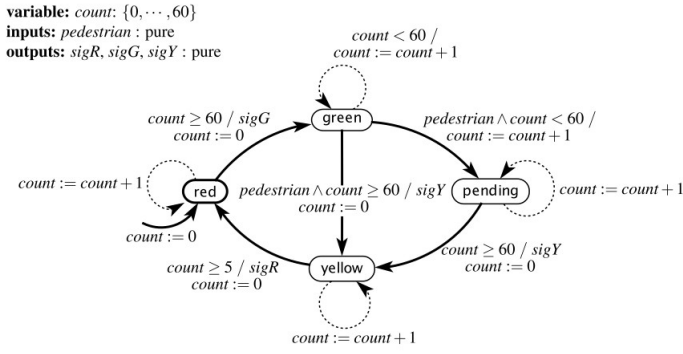 variable: count: {0,⋯,60}
inputs: pedestrian : pure
outputs: sigR, sigG, sigY : pure
count < 60 /
count := count + 1
green
count ≥ 60 / sigG
count := 0
pedestrian ∧ count < 60 /
count := count + 1
count := count + 1
red
pedestrian ∧ count ≥ 60 / sigY
count := 0
pending
count := count + 1
count := 0
count ≥ 5 / sigR
count := 0
yellow
count ≥ 60 / sigY
count := 0
count := count + 1